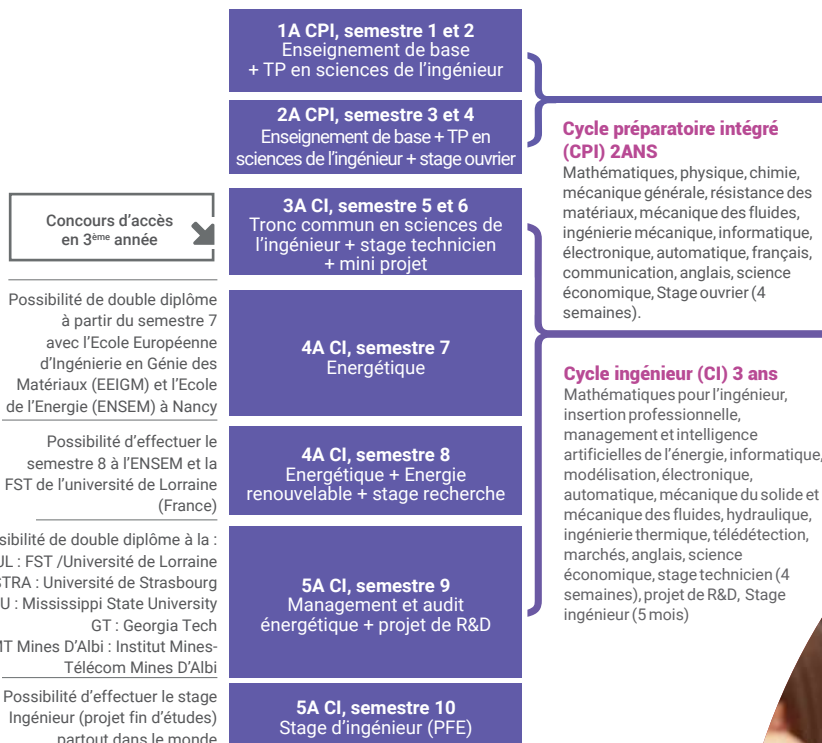 1A CPI, semestre 1 et 2
Enseignement de base
+ TP en sciences de l'ingénieur
2A CPI, semestre 3 et 4
Enseignement de base + TP en
sciences de l'ingénieur + stage ouvrier
Cycle préparatoire intégré
(CPI) 2ANS
Mathématiques, physique, chimie,
mécanique générale, résistance des
matériaux, mécanique des fluides,
ingénierie mécanique, informatique,
électronique, automatique, français,
communication, anglais, science
économique, Stage ouvrier (4
semaines).
Concours d'accès
en 3ème année
3A CI, semestre 5 et 6
Tronc commun en sciences de
l'ingénieur + stage technicien
+ mini projet
Possibilité de double diplôme
à partir du semestre 7
avec l'Ecole Européenne
d'Ingénierie en Génie des
Matériaux (EEIGM) et l'Ecole
de l'Energie (ENSEM) à Nancy
4A CI, semestre 7
Energétique
Cycle ingénieur (CI) 3 ans
Mathématiques pour l'ingénieur,
insertion professionnelle,
management et intelligence
artificielles de l'énergie, informatique,
modélisation, électronique,
automatique, mécanique du solide et
mécanique des fluides, hydraulique,
ingénierie thermique, télédétection,
marchés, anglais, science
économique, stage technicien (4
semaines), projet de R&D, Stage
ingénieur (5 mois)
Possibilité d'effectuer le
semestre 8 à l'ENSEM et la
FST de l'université de Lorraine
(France)
4A CI, semestre 8
Energétique + Energie
renouvelable + stage recherche
de double diplôme à la :
: FST /Université de Lorraine
: Université de Strasbourg
: Mississippi State University
GT : Georgia Tech
Mines D'Albi : Institut Mines-
Télécom Mines D'Albi
5A CI, semestre 9
Management et audit
énergétique + projet de R&D
Possibilité d'effectuer le stage
Ingénieur (projet fin d'études)
partout dans le monde
5A CI, semestre 10
Stage d'ingénieur (PFE)